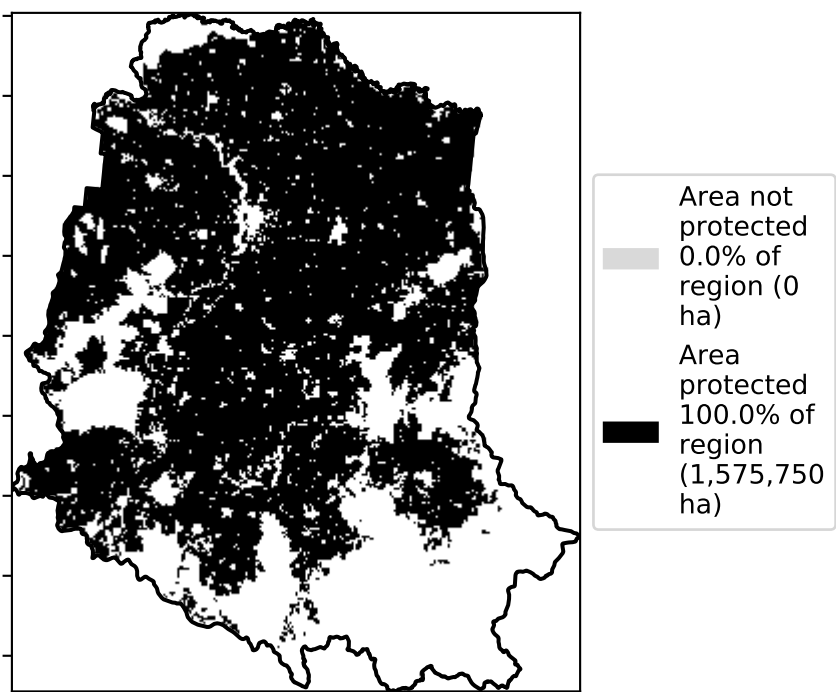 Area not
protected
0.0% of
region (0
ha)
Area
protected
100.0% of
region
(1,575,750
ha)